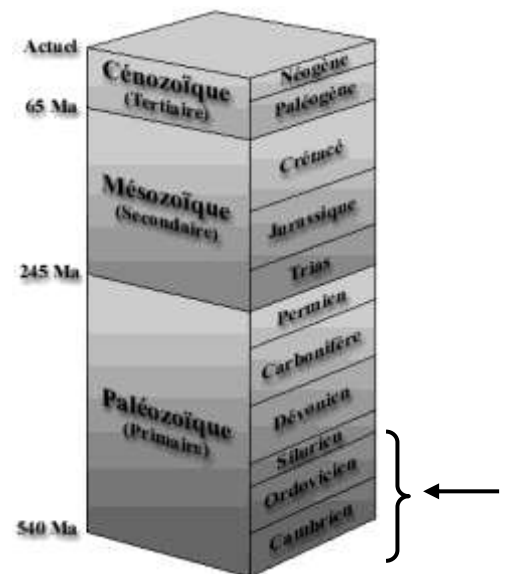 Actuel
Cénozoïque
(Tertiaire)
Néogène
Paléogène
65 Ma
Mésozoïque
(Secondaire)
Crétacé
Jurassique
Trias
245 Ma
Paléozoïque
(Primaire)
Permien
Carbonifère
Dévonien
Silurien
Ordovicien
Cambrien
540 Ma